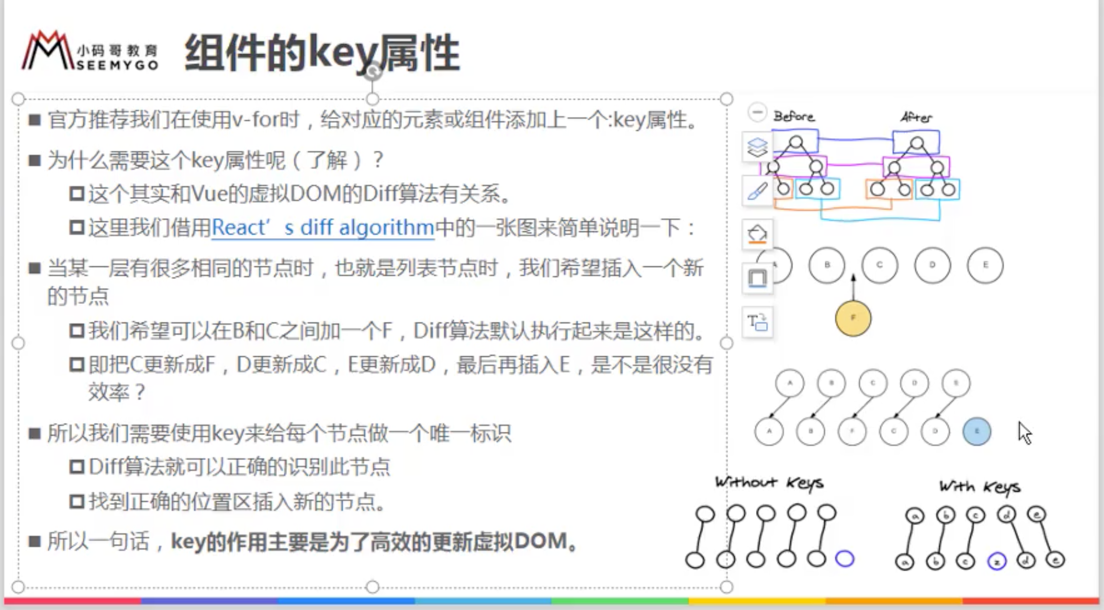 小码哥教育
SEEMYGO
组件的key属性
■ 官方推荐我们在使用v-for时，给对应的元素或组件添加上一个:key属性。
■ 为什么需要这个key属性呢（了解）？
这个其实和Vue的虚拟DOM的Diff算法有关系。
这里我们借用React’s diff algorithm中的一张图来简单说明一下：
■ 当某一层有很多相同的节点时，也就是列表节点时，我们希望插入一个新
的节点
我们希望可以在B和C之间加一个F，Diff算法默认执行起来是这样的。
即把C更新成F，D更新成C，E更新成D，最后再插入E，是不是很没有
效率？
■ 所以我们需要使用key来给每个节点做一个唯一标识
Diff算法就可以正确的识别此节点
找到正确的位置区插入新的节点。
■ 所以一句话，key的作用主要是为了高效的更新虚拟DOM。
Before After
A B C D E
F
A B C D E
A B F C D E
Without Keys
With Keys
a b c d e
a b c z d e